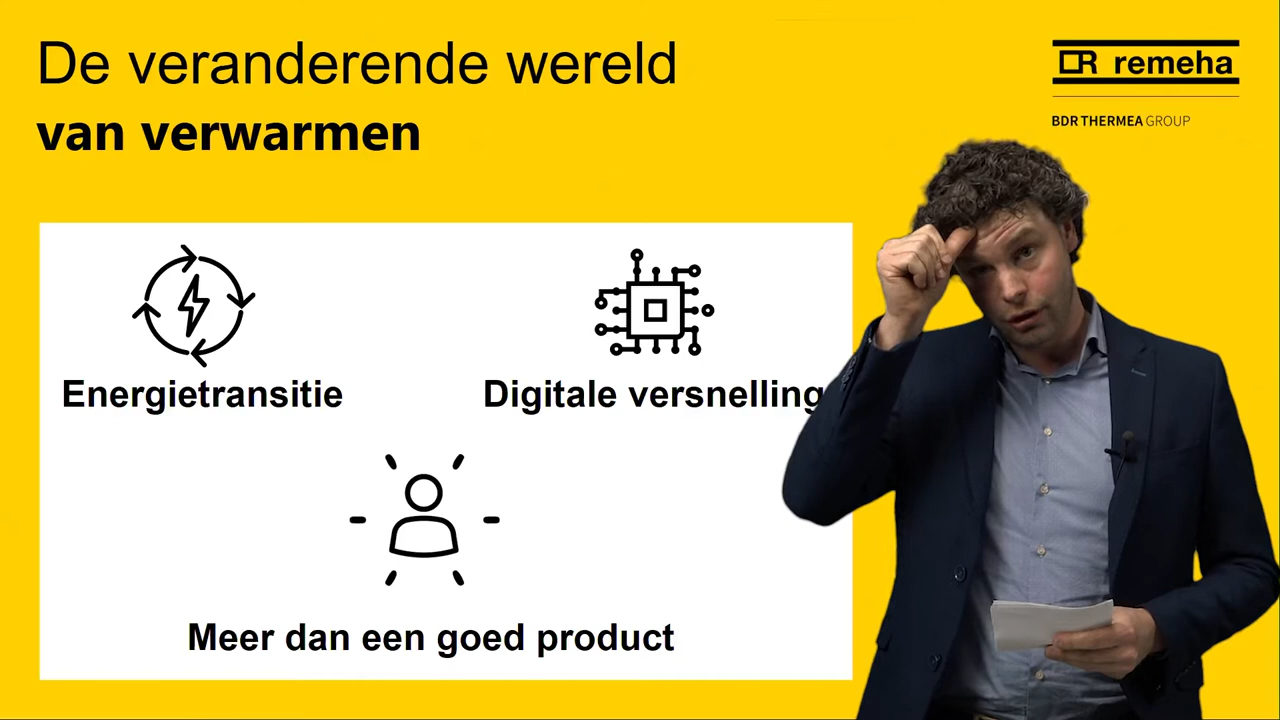 De veranderende wereld
van verwarmen
remeha
BDR THERMEA GROUP
Energietransitie
Digitale versnelling
Meer dan een goed product